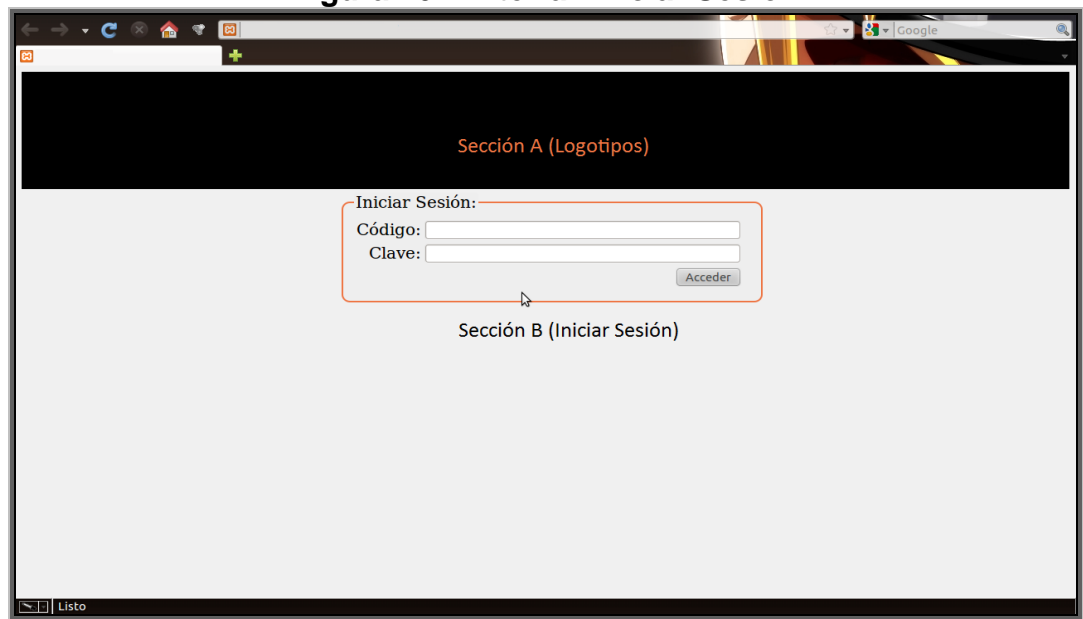 Google
Sección A (Logotipos)
Iniciar Sesión:
Código:
Clave:
Acceder
Sección B (Iniciar Sesión)
Listo